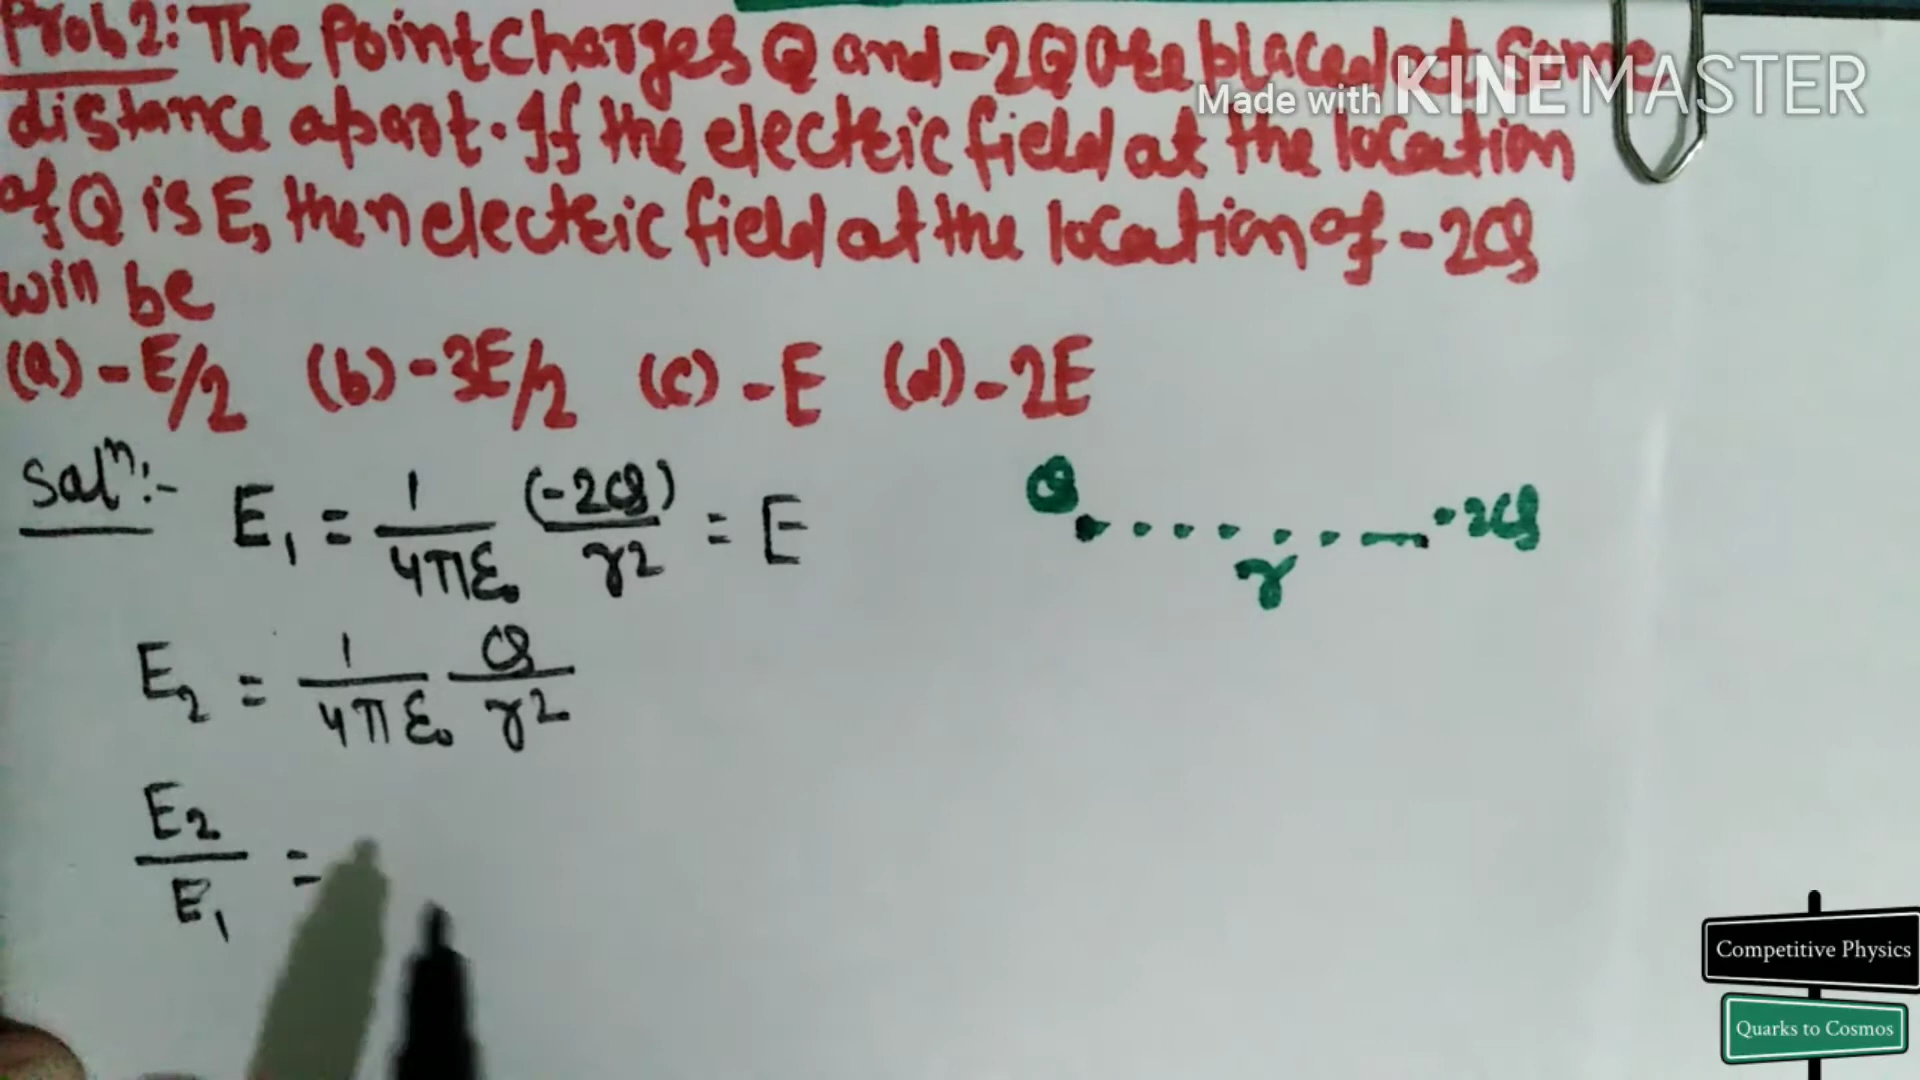 Prob 2: The Point Charges Q and -2Q are placed at some
Made with KINEMASTER
distance apart. If the electric field at the location
of Q is E, then electric field at the location of -2Q
will be
(a) -E/2 (b) -3E/2 (c) -E (d) -2E
Solⁿ:- E₁ = 1/4πε₀ (-2Q)/r2 = E
Q -2Q
r
E₂ = 1/4πε₀ Q/r2
E₂/E₁ =
Competitive Physics
Quarks to Cosmos